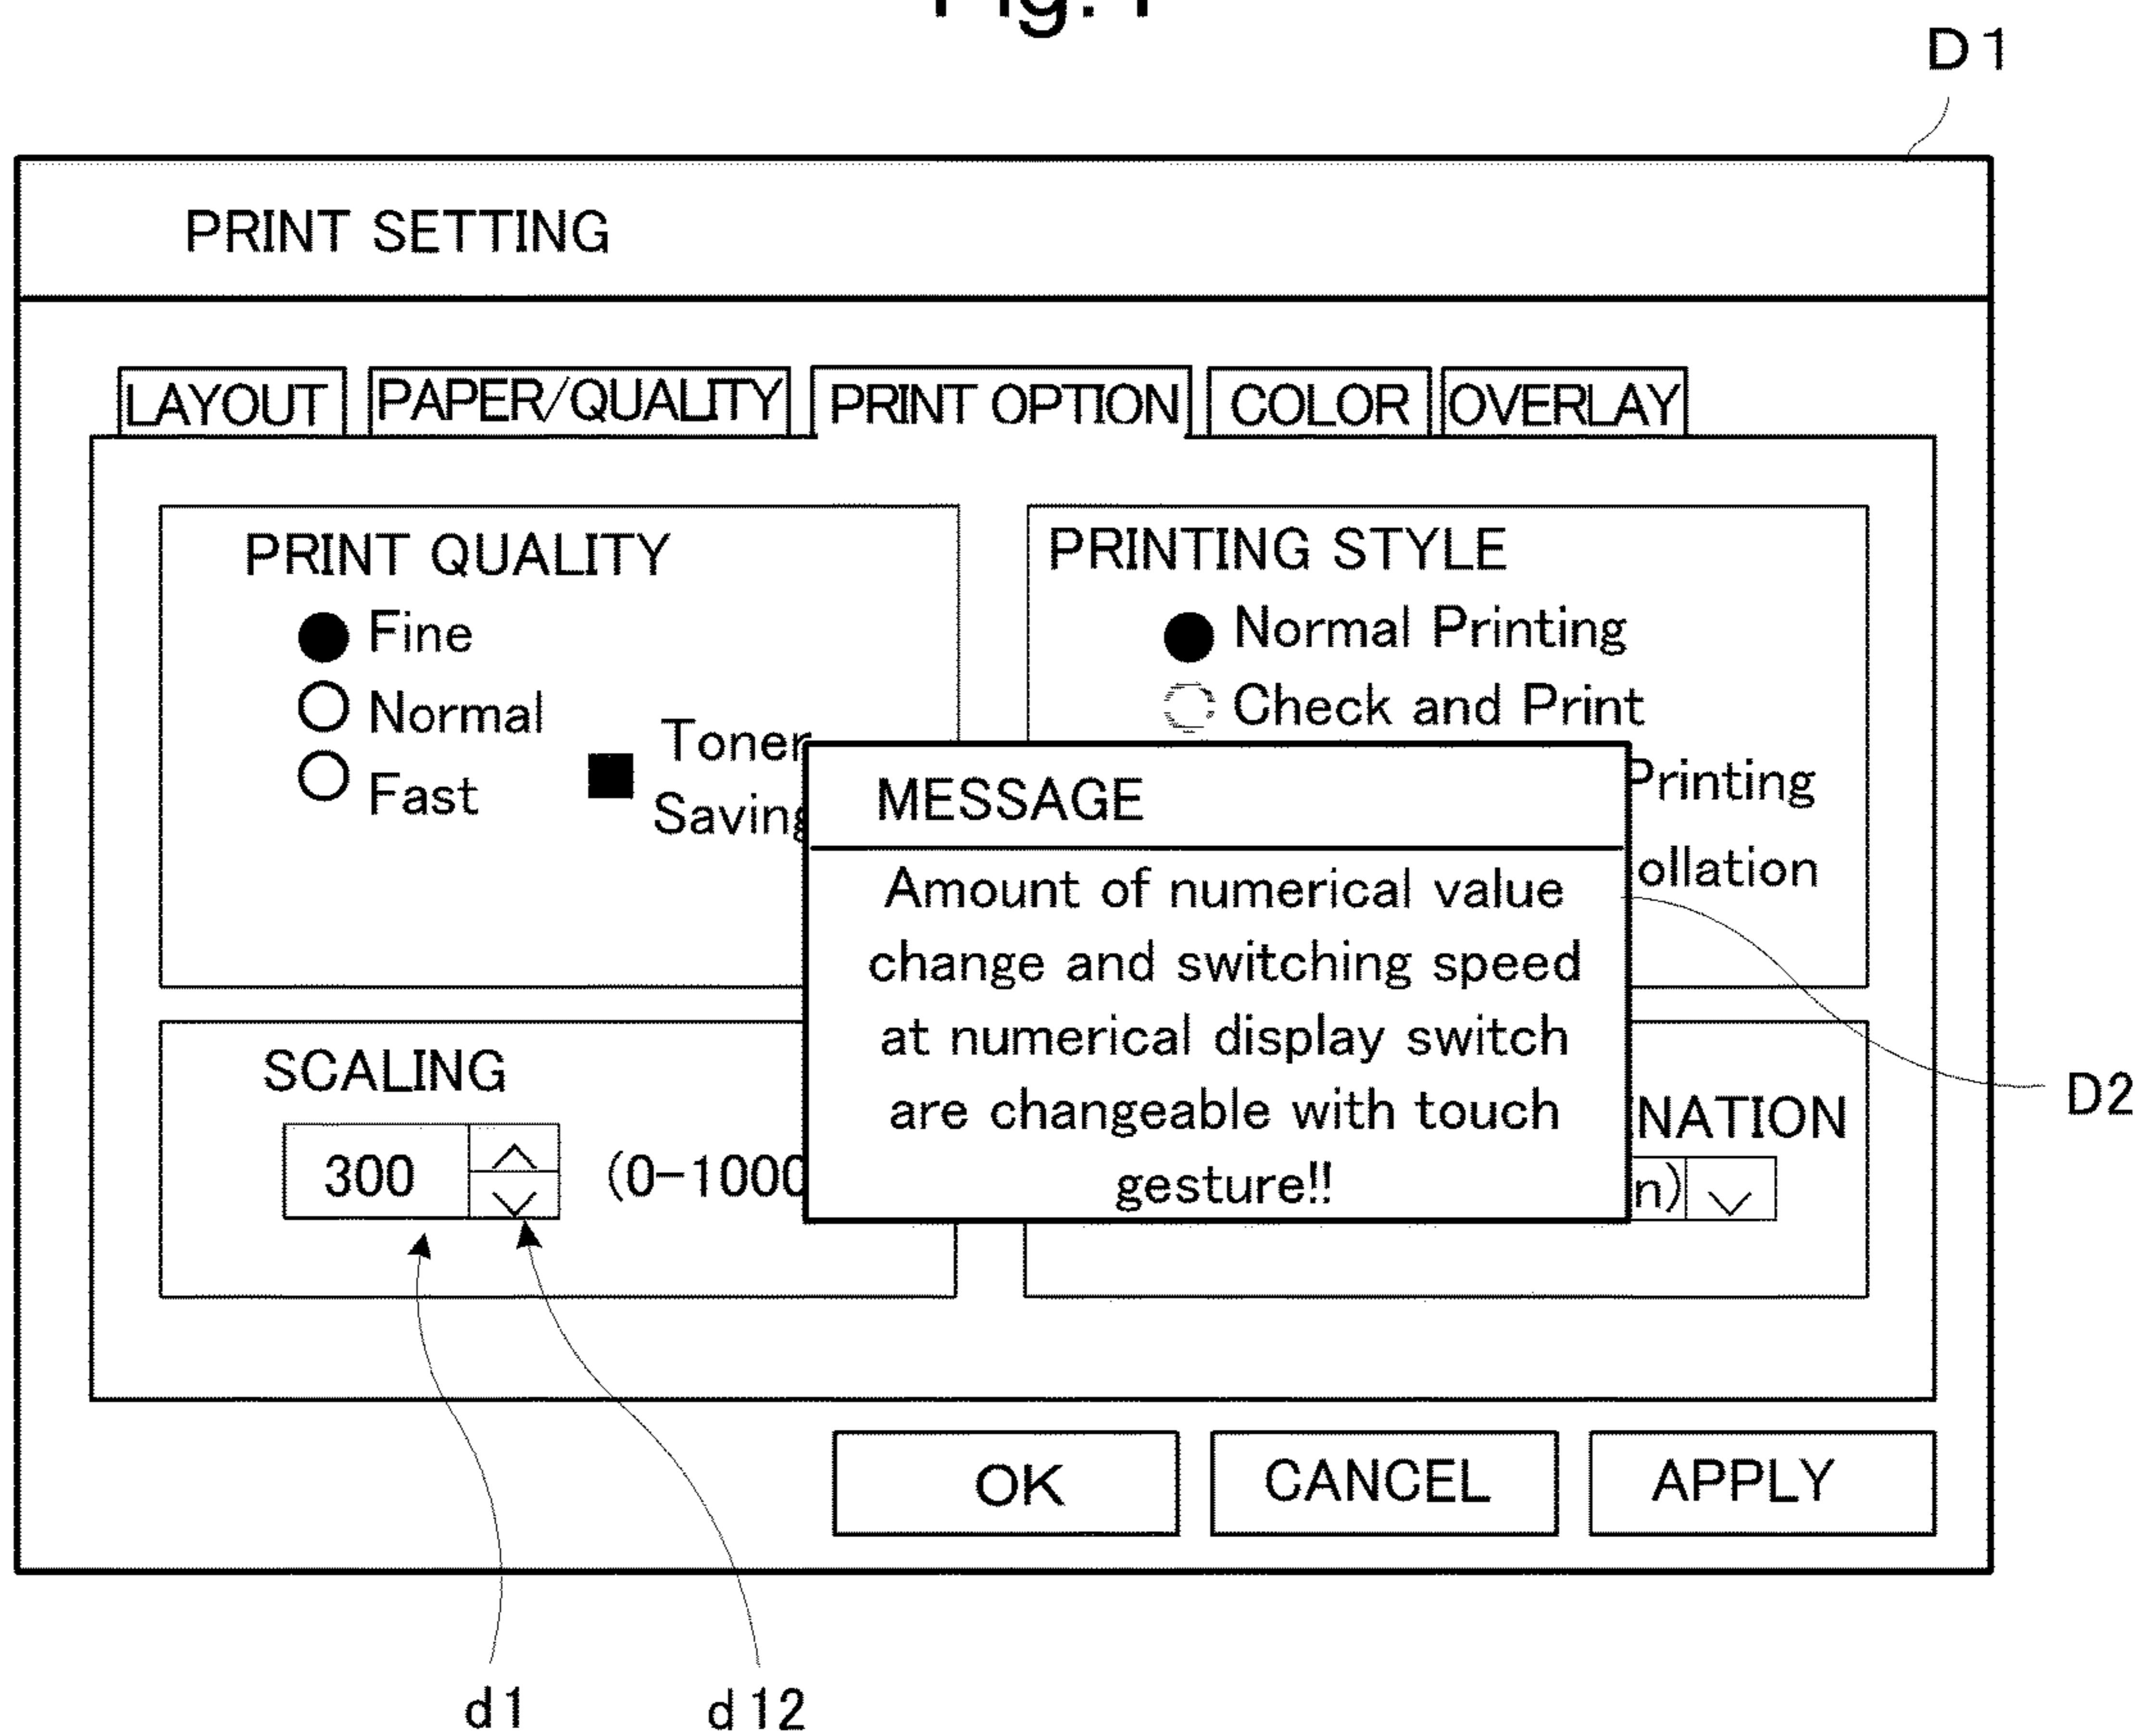 D1
PRINT SETTING
LAYOUT PAPER/QUALITY PRINT OPTION COLOR OVERLAY
PRINT QUALITY
Fine
Normal
Fast
Toner
Saving
PRINTING STYLE
Normal Printing
Check and Print
Printing
ollation
MESSAGE
Amount of numerical value
change and switching speed
at numerical display switch
are changeable with touch
gesture!!
D2
SCALING
300
(0-1000
NATION
n)
OK CANCEL APPLY
d1 d12